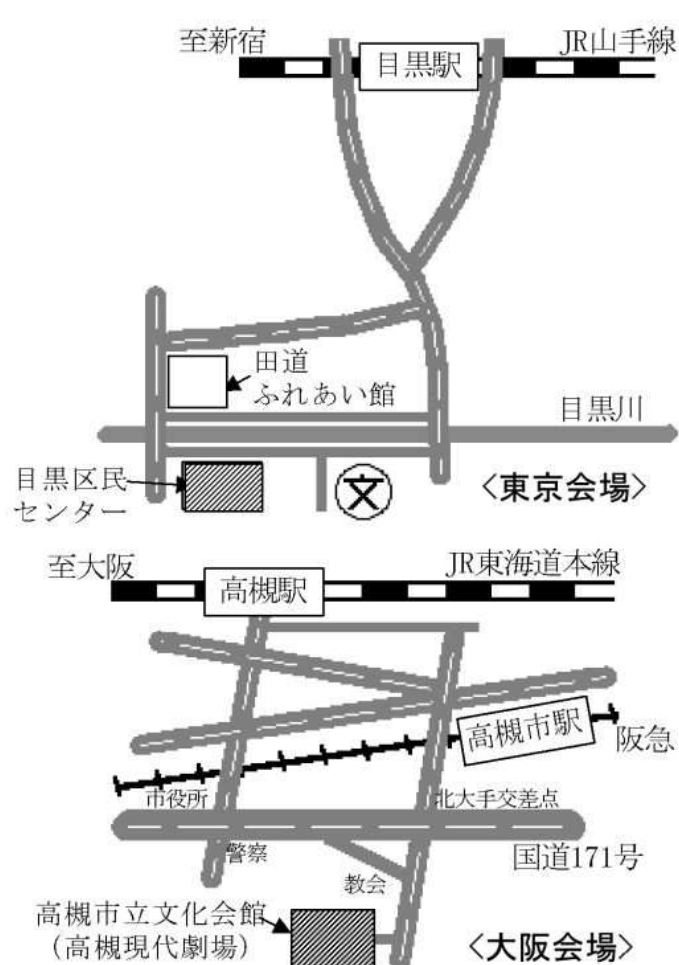 至新宿
目黒駅
JR山手線
田道
ふれあい館
目黒川
目黒区民
センター
文
<東京会場>
至大阪
高槻駅
JR東海道本線
高槻市駅
阪急
市役所
北大手交差点
警察
国道171号
教会
高槻市立文化会館
(高槻現代劇場)
<大阪会場>